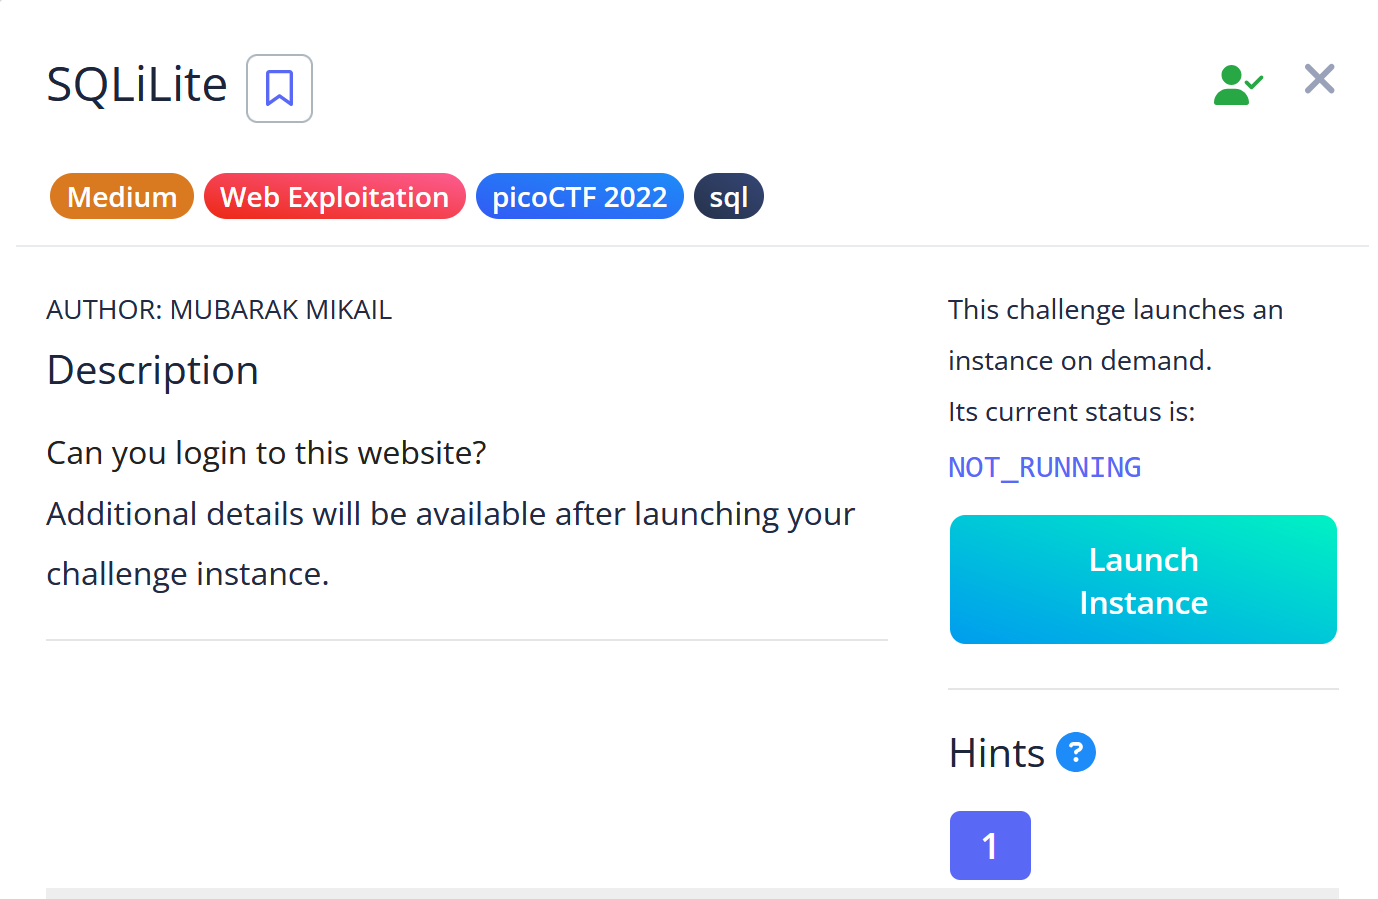 SQLiLite
Medium Web Exploitation picoCTF 2022 sql
AUTHOR: MUBARAK MIKAIL
Description
Can you login to this website?
Additional details will be available after launching your
challenge instance.
This challenge launches an
instance on demand.
Its current status is:
NOT_RUNNING
Launch
Instance
Hints ?
1